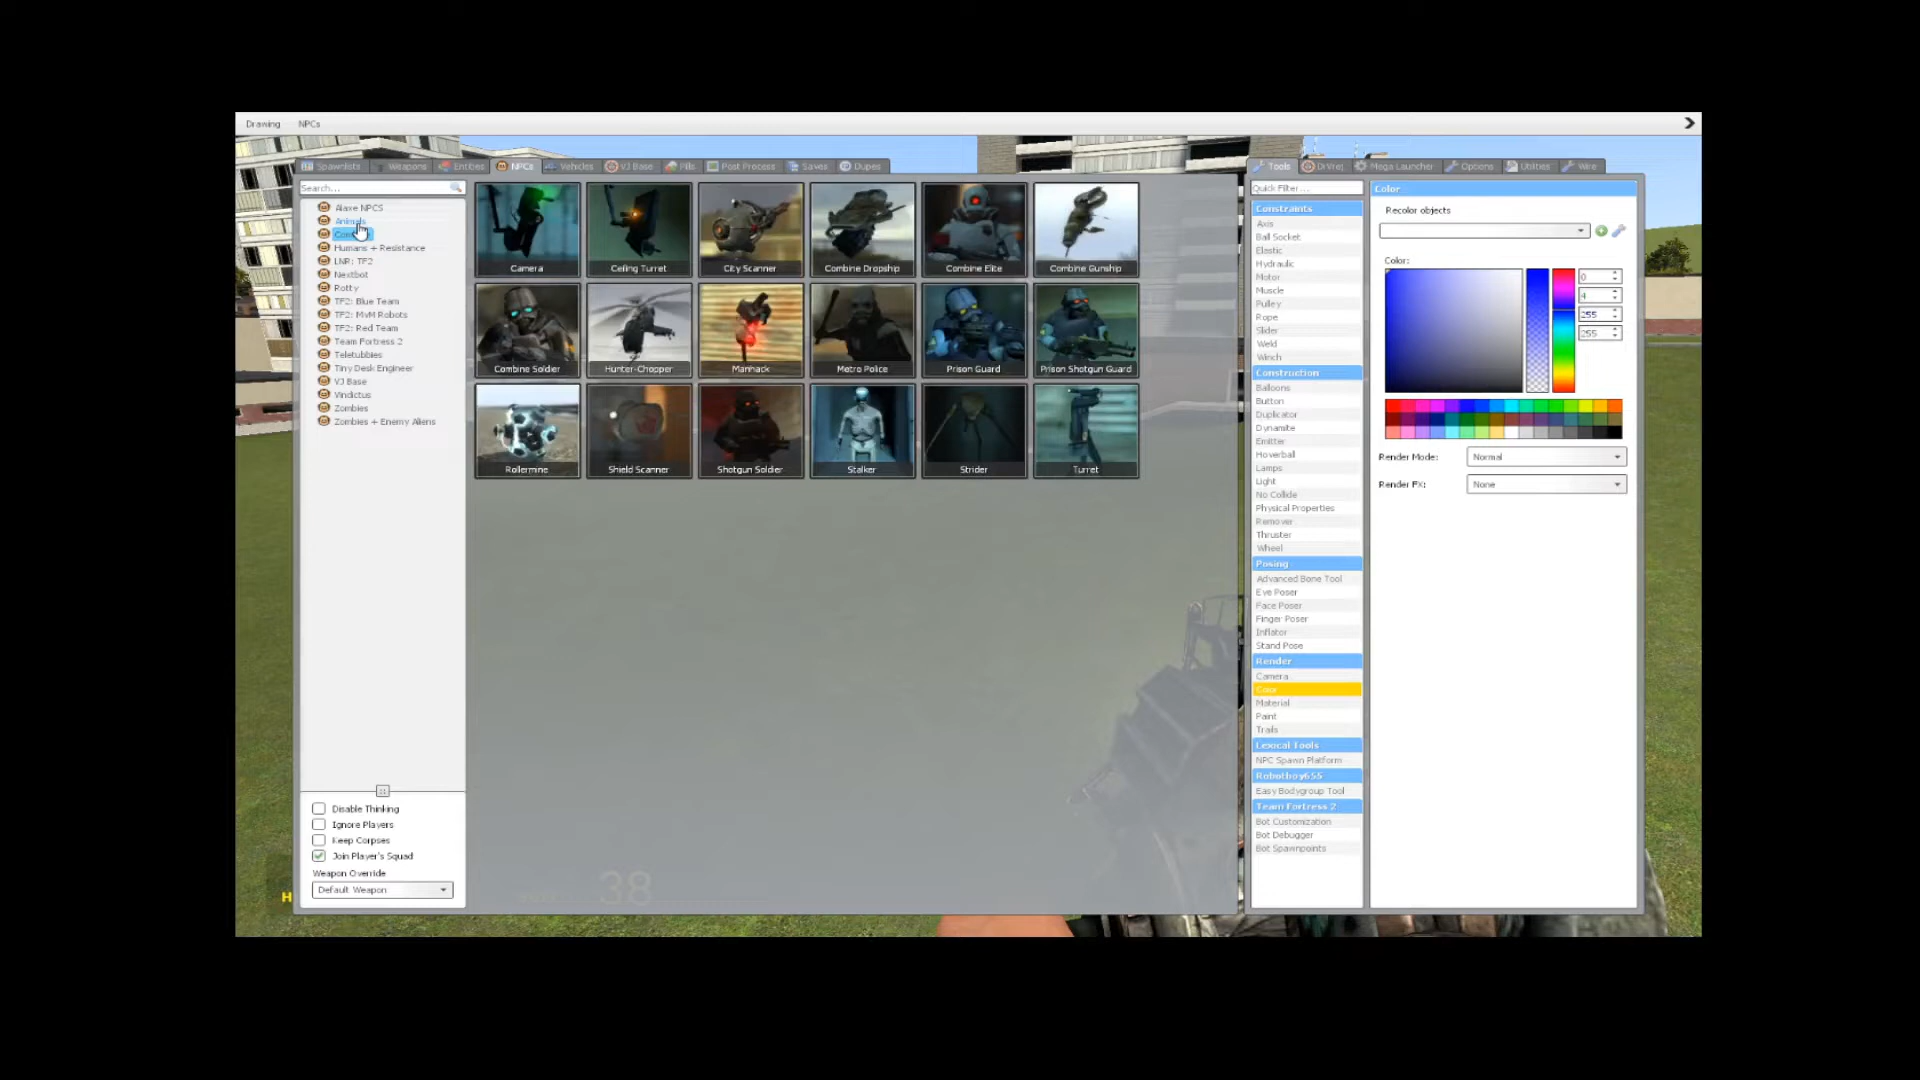 Drawing NPCs
Spawnlists Weapons Entities NPCs Vehicles VJ Base Pills Post Process Saves Dupes
Tools DrVrej Mega Launcher Options Utilities Wire
Search...
Alaxe NPCS
Animals
Humans + Resistance
LNR: TF2
Nextbot
Rotty
TF2: Blue Team
TF2: MvM Robots
TF2: Red Team
Team Fortress 2
Teletubbies
Tiny Desk Engineer
VJ Base
Vindictus
Zombies
Zombies + Enemy Aliens
Disable Thinking
Ignore Players
Keep Corpses
Join Player's Squad
Weapon Override
Default Weapon
Camera
Ceiling Turret
City Scanner
Combine Dropship
Combine Elite
Combine Gunship
Combine Soldier
Hunter-Chopper
Manhack
Metro Police
Prison Guard
Prison Shotgun Guard
Rollermine
Shield Scanner
Shotgun Soldier
Stalker
Strider
Turret
H
38
Quick Filter...
Constraints
Axis
Ball Socket
Elastic
Hydraulic
Motor
Muscle
Pulley
Rope
Slider
Weld
Winch
Construction
Balloons
Button
Duplicator
Dynamite
Emitter
Hoverball
Lamps
Light
No Collide
Physical Properties
Remover
Thruster
Wheel
Posing
Advanced Bone Tool
Eye Poser
Face Poser
Finger Poser
Inflator
Stand Pose
Render
Camera
Color
Material
Paint
Trails
Lexical Tools
NPC Spawn Platform
Robotboy655
Easy Bodygroup Tool
Team Fortress 2
Bot Customization
Bot Debugger
Bot Spawnpoints
Color
Recolor objects
Color:
0
4
255
255
Render Mode: Normal
Render FX: None